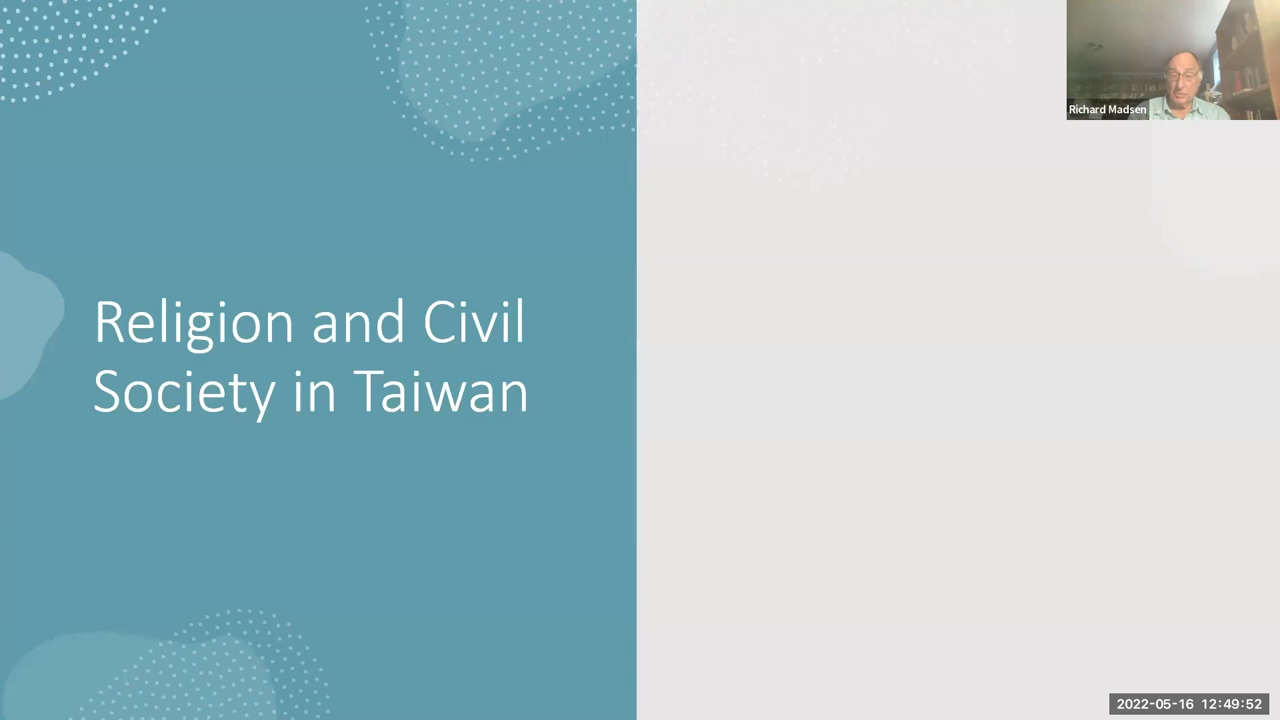 Richard Madsen
Religion and Civil
Society in Taiwan
2022-05-16 12:49:52